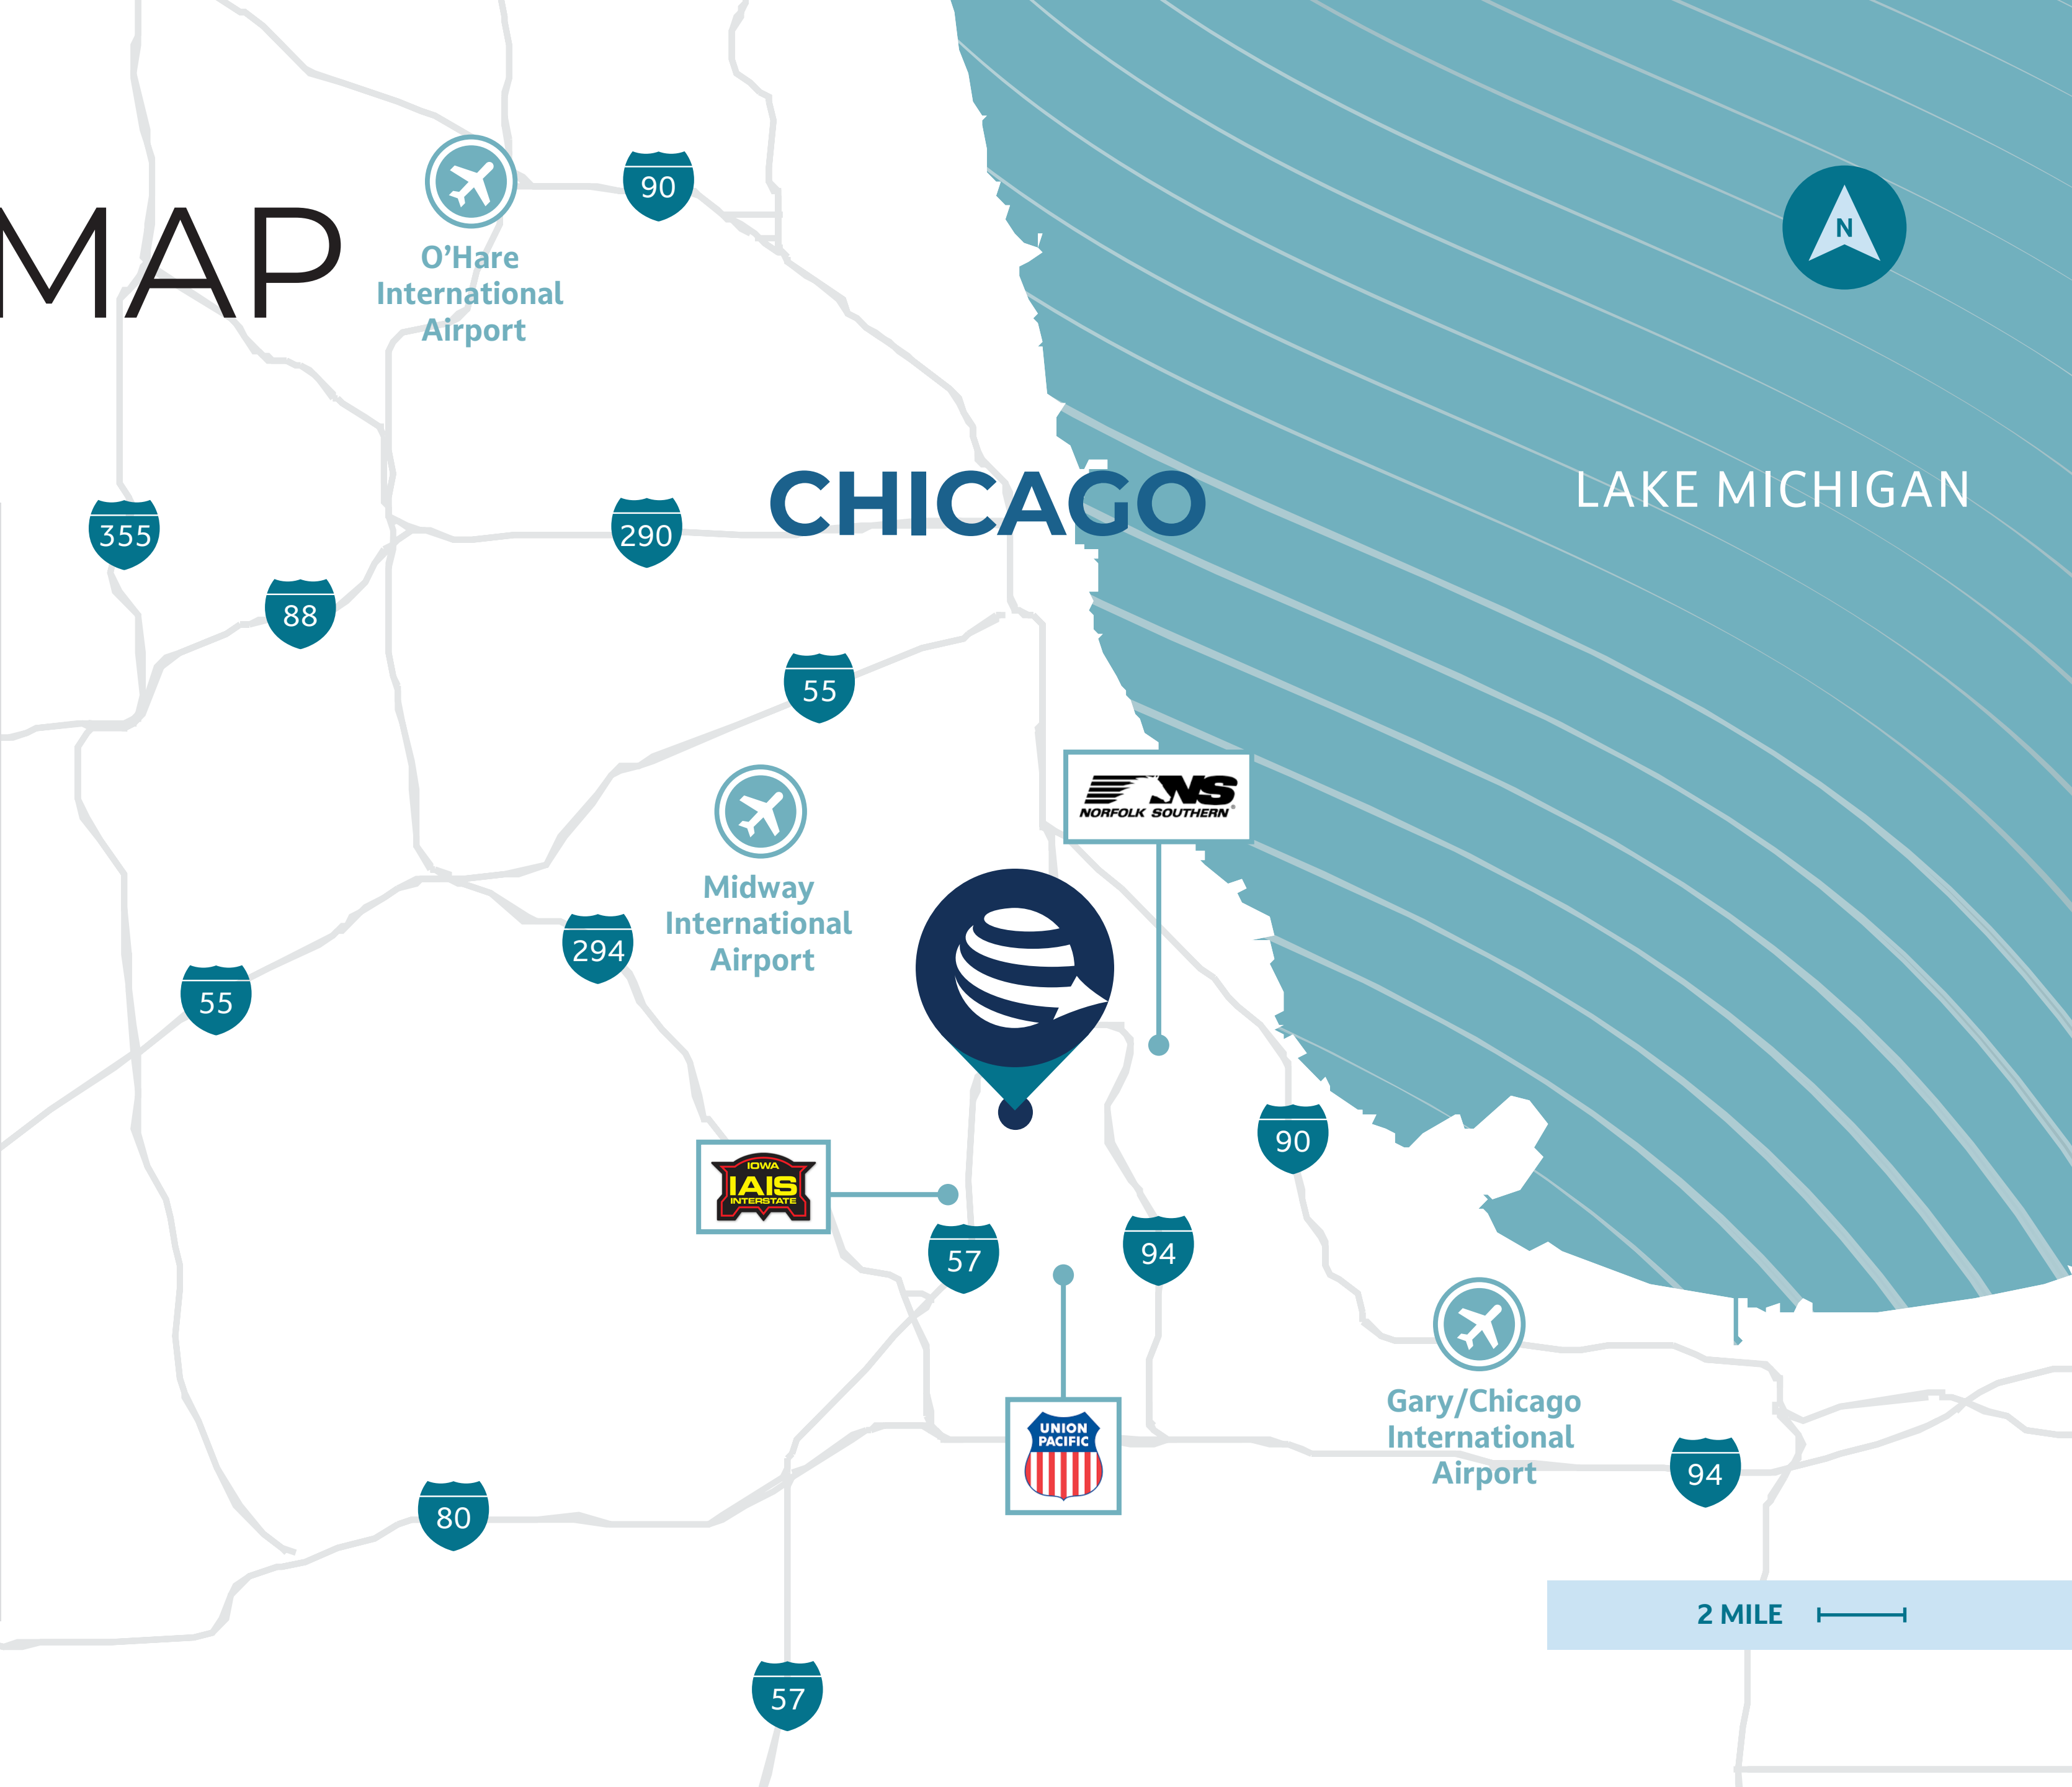 MAP
90
O'Hare
International
Airport
N
CHICAGO
LAKE MICHIGAN
355
290
88
55
NS
NORFOLK SOUTHERN®
Midway
International
Airport
294
55
90
IOWA
IAIS
INTERSTATE
57
94
Gary/Chicago
International
Airport
UNION
PACIFIC
94
80
2 MILE
57